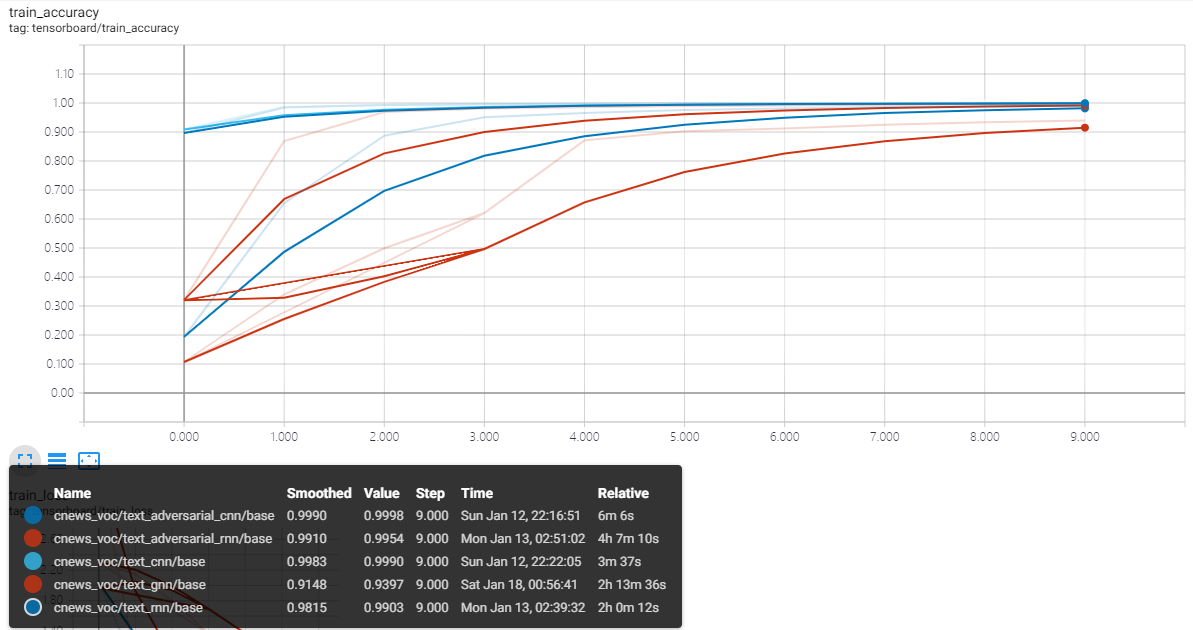 train_accuracy
tag: tensorboard/train_accuracy
1.10
1.00
0.900
0.800
0.700
0.600
0.500
0.400
0.300
0.200
0.100
0.00
0.000 1.000 2.000 3.000 4.000 5.000 6.000 7.000 8.000 9.000
Name Smoothed Value Step Time Relative
cnews_voc/text_adversarial_cnn/base 0.9990 0.9998 9.000 Sun Jan 12, 22:16:51 6m 6s
cnews_voc/text_adversarial_rnn/base 0.9910 0.9954 9.000 Mon Jan 13, 02:51:02 4h 7m 10s
cnews_voc/text_cnn/base 0.9983 0.9990 9.000 Sun Jan 12, 22:22:05 3m 37s
cnews_voc/text_gnn/base 0.9148 0.9397 9.000 Sat Jan 18, 00:56:41 2h 13m 36s
cnews_voc/text_rnn/base 0.9815 0.9903 9.000 Mon Jan 13, 02:39:32 2h 0m 12s